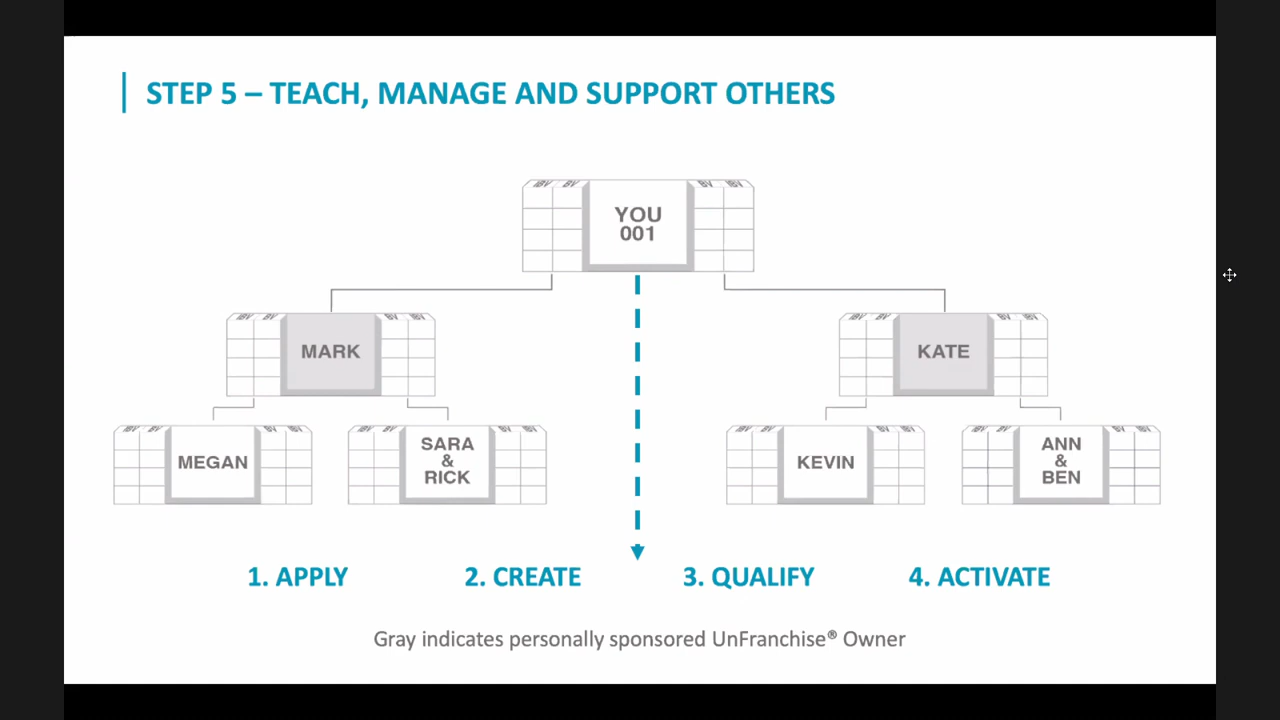 STEP 5 – TEACH, MANAGE AND SUPPORT OTHERS
YOU
001
MARK
KATE
MEGAN
SARA
&
RICK
KEVIN
ANN
&
BEN
1. APPLY
2. CREATE
3. QUALIFY
4. ACTIVATE
Gray indicates personally sponsored UnFranchise® Owner